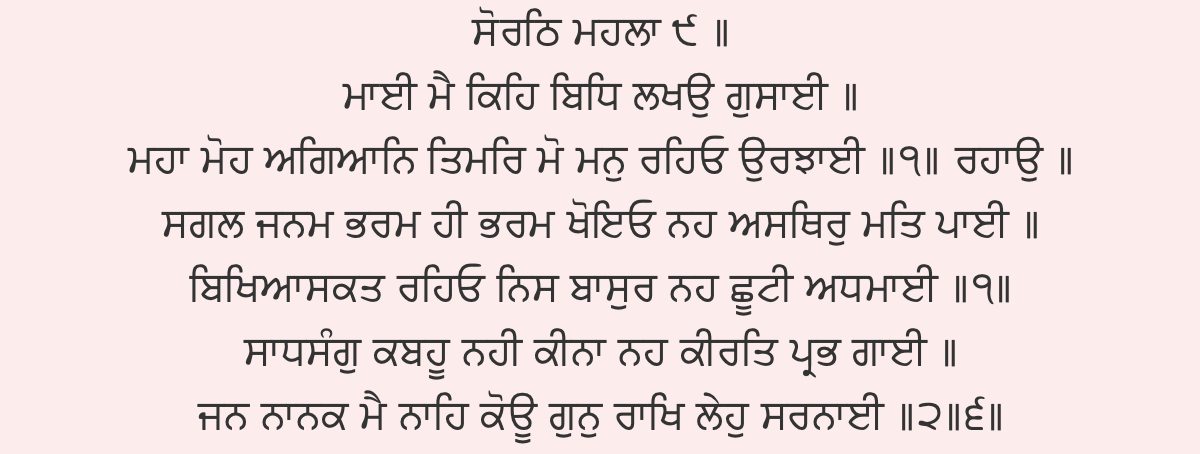 ਸੋਰਠਿ ਮਹਲਾ ੯ ॥
ਮਾਈ ਮੈ ਕਿਹਿ ਬਿਧਿ ਲਖਉ ਗੁਸਾਈ ॥
ਮਹਾ ਮੋਹ ਅਗਿਆਨਿ ਤਿਮਰਿ ਮੋ ਮਨੁ ਰਹਿਓ ਉਰਝਾਈ ॥੧॥ ਰਹਾਉ ॥
ਸਗਲ ਜਨਮ ਭਰਮ ਹੀ ਭਰਮ ਖੋਇਓ ਨਹ ਅਸਥਿਰੁ ਮਤਿ ਪਾਈ ॥
ਬਿਖਿਆਸਕਤ ਰਹਿਓ ਨਿਸ ਬਾਸੁਰ ਨਹ ਛੂਟੀ ਅਧਮਾਈ ॥੧॥
ਸਾਧਸੰਗੁ ਕਬਹੂ ਨਹੀ ਕੀਨਾ ਨਹ ਕੀਰਤਿ ਪ੍ਰਭ ਗਾਈ ॥
ਜਨ ਨਾਨਕ ਮੈ ਨਾਹਿ ਕੋਊ ਗੁਨੁ ਰਾਖਿ ਲੇਹੁ ਸਰਨਾਈ ॥੨॥੬॥